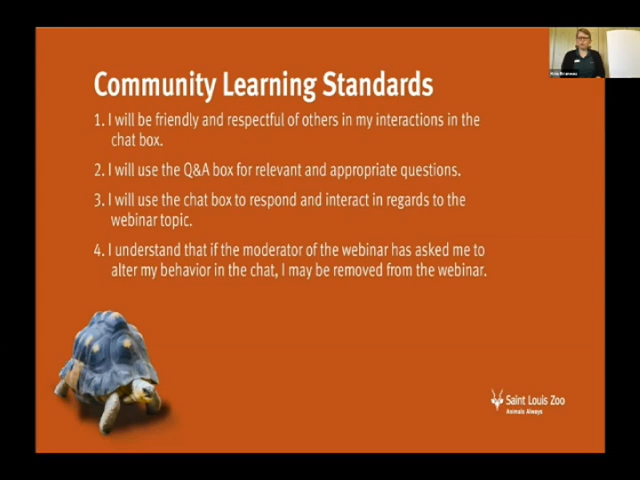 Community Learning Standards
1. I will be friendly and respectful of others in my interactions in the
chat box.
2. I will use the Q&A box for relevant and appropriate questions.
3. I will use the chat box to respond and interact in regards to the
webinar topic.
4. I understand that if the moderator of the webinar has asked me to
alter my behavior in the chat, I may be removed from the webinar.
Saint Louis Zoo
Animals Always